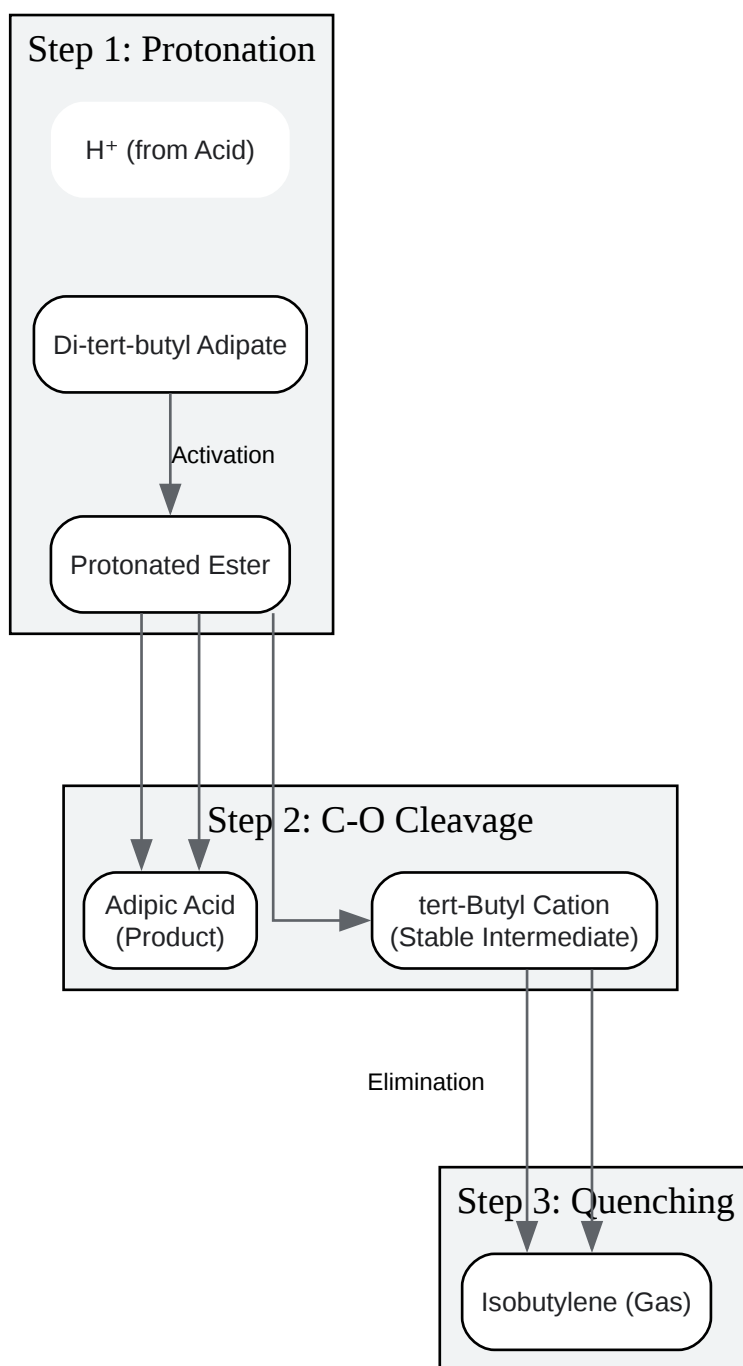 Step 1: Protonation
H⁺ (from Acid)
Di-tert-butyl Adipate
Activation
Protonated Ester
Step 2: C-O Cleavage
Adipic Acid
(Product)
tert-Butyl Cation
(Stable Intermediate)
Elimination
Step 3: Quenching
Isobutylene (Gas)